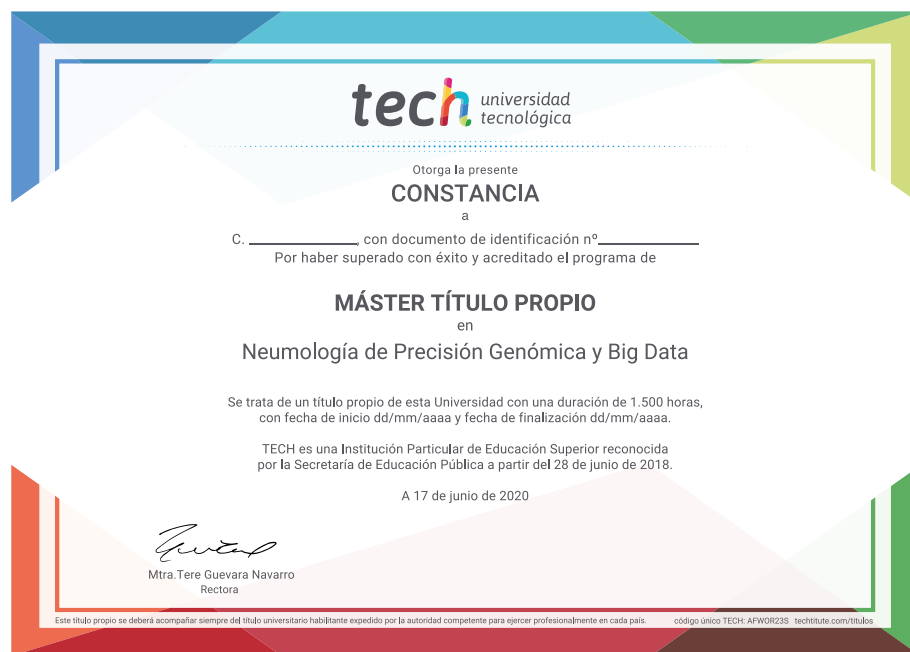 tech universidad
tecnológica
Otorga la presente
CONSTANCIA
a
C. ____________, con documento de identificación nº____________
Por haber superado con éxito y acreditado el programa de
MÁSTER TÍTULO PROPIO
en
Neumología de Precisión Genómica y Big Data
Se trata de un título propio de esta Universidad con una duración de 1.500 horas,
con fecha de inicio dd/mm/aaaa y fecha de finalización dd/mm/aaaa.
TECH es una Institución Particular de Educación Superior reconocida
por la Secretaría de Educación Pública a partir del 28 de junio de 2018.
A 17 de junio de 2020
Mtra.Tere Guevara Navarro
Rectora
Este título propio se deberá acompañar siempre del título universitario habilitante expedido por la autoridad competente para ejercer profesionalmente en cada país. código único TECH: AFWOR23S techtitute.com/titulos